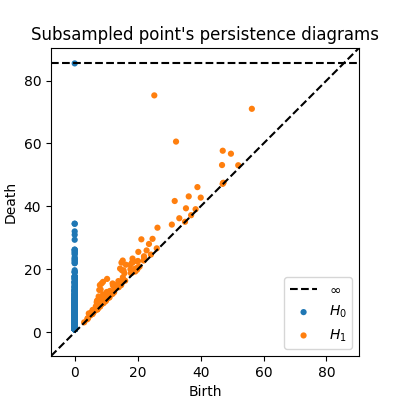 Subsampled point's persistence diagrams
80
60
40
20
0
Death
∞
H₀
H₁
0 20 40 60 80
Birth